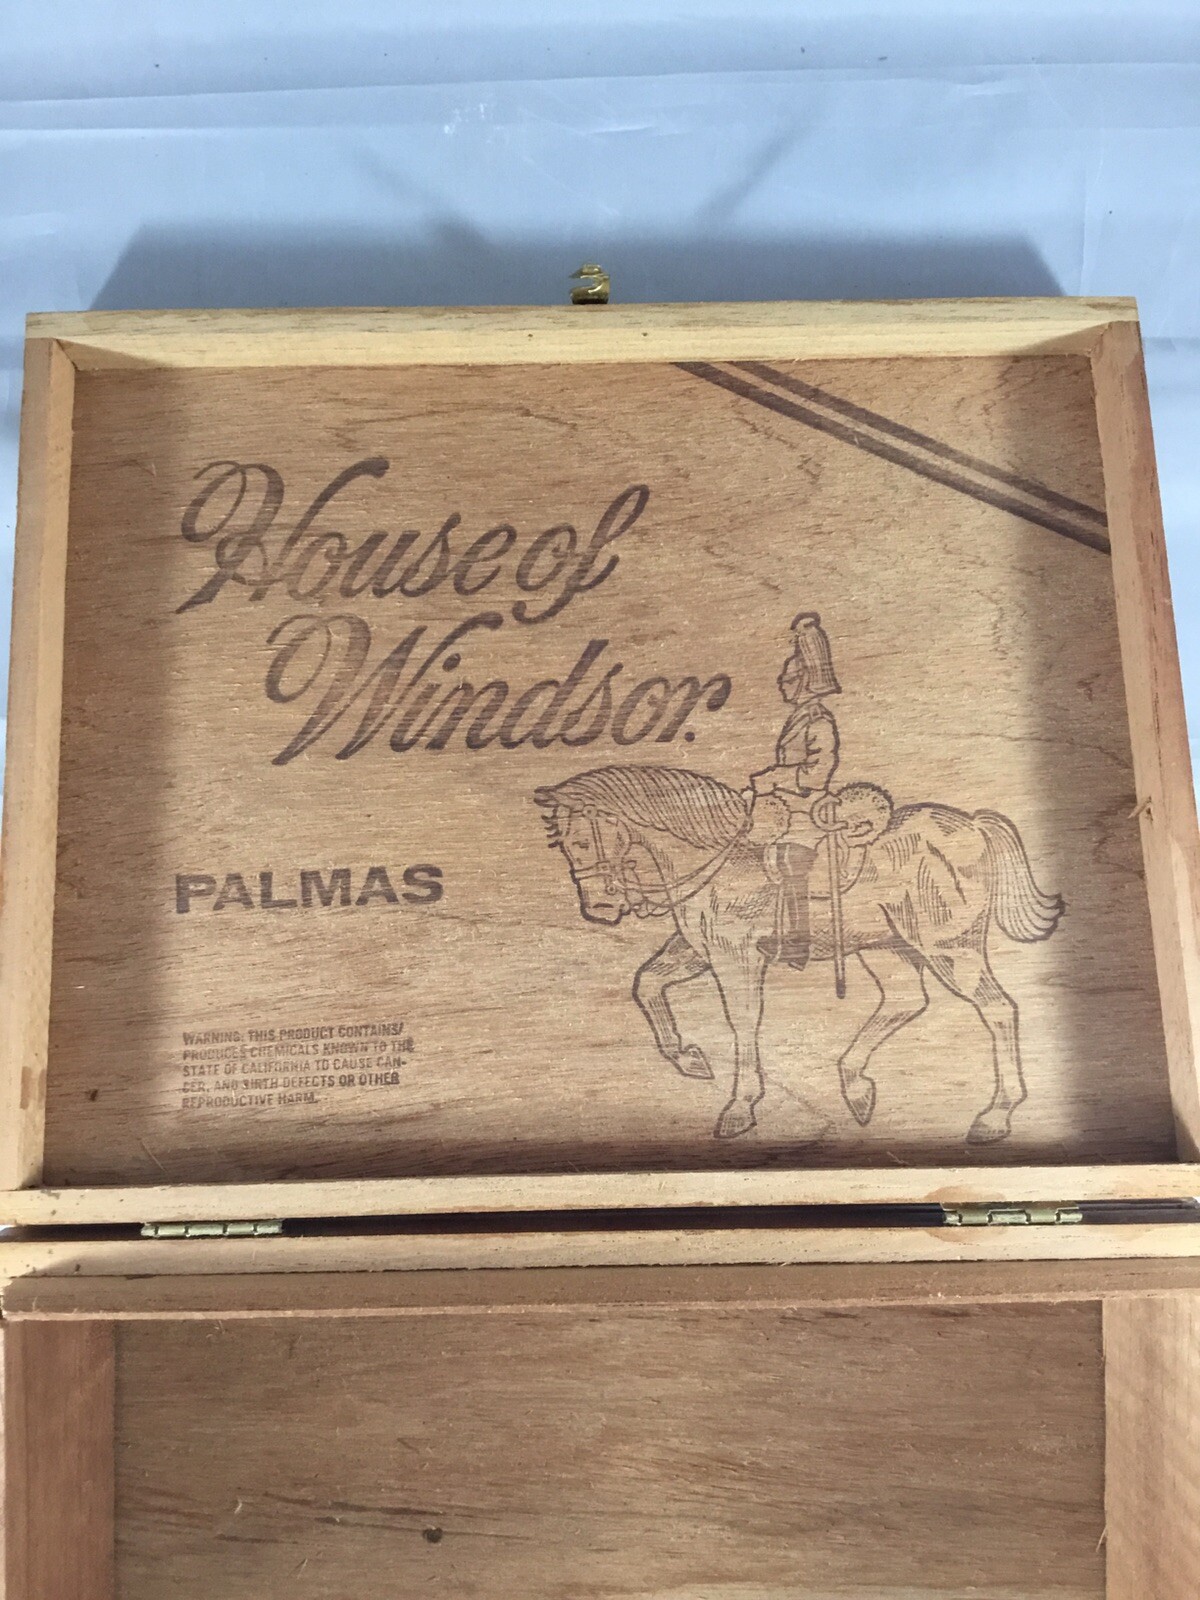 House of
Windsor.
PALMAS
WARNING: THIS PRODUCT CONTAINS/
PRODUCES CHEMICALS KNOWN TO THE
STATE OF CALIFORNIA TO CAUSE CAN-
CER, AND BIRTH DEFECTS OR OTHER
REPRODUCTIVE HARM.